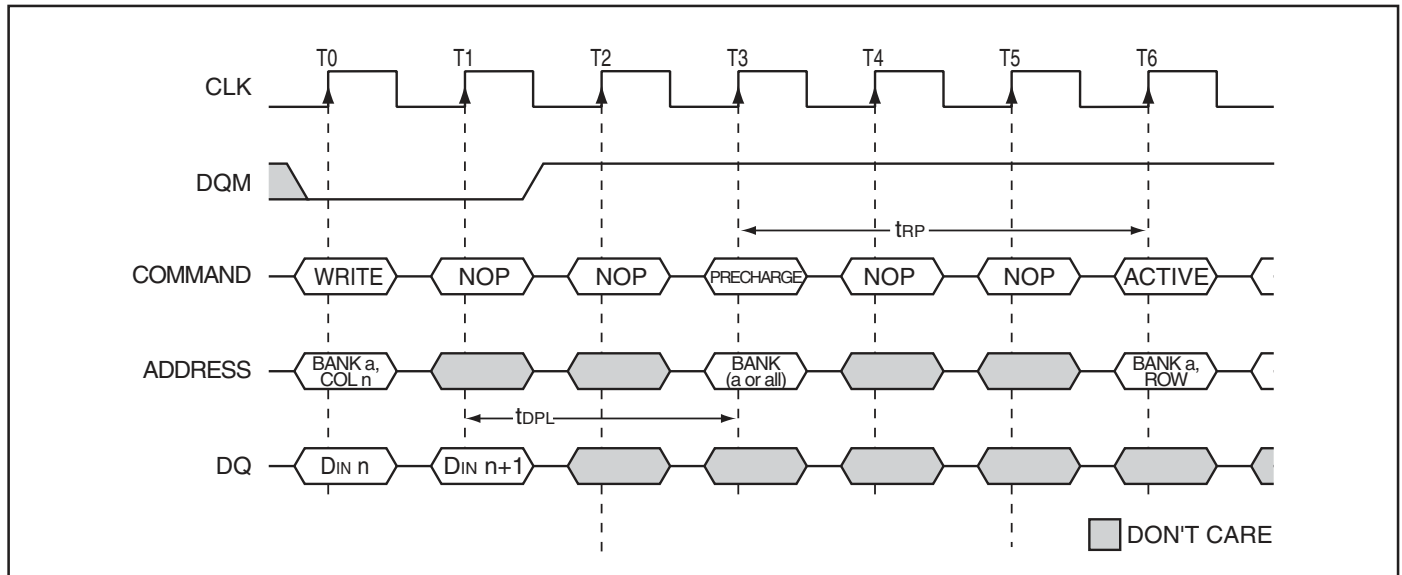 T0 T1 T2 T3 T4 T5 T6
CLK
DQM
tRP
COMMAND WRITE NOP NOP PRECHARGE NOP NOP ACTIVE
ADDRESS BANK a, COL n BANK (a or all) BANK a, ROW
tDPL
DQ DIN n DIN n+1
DON'T CARE